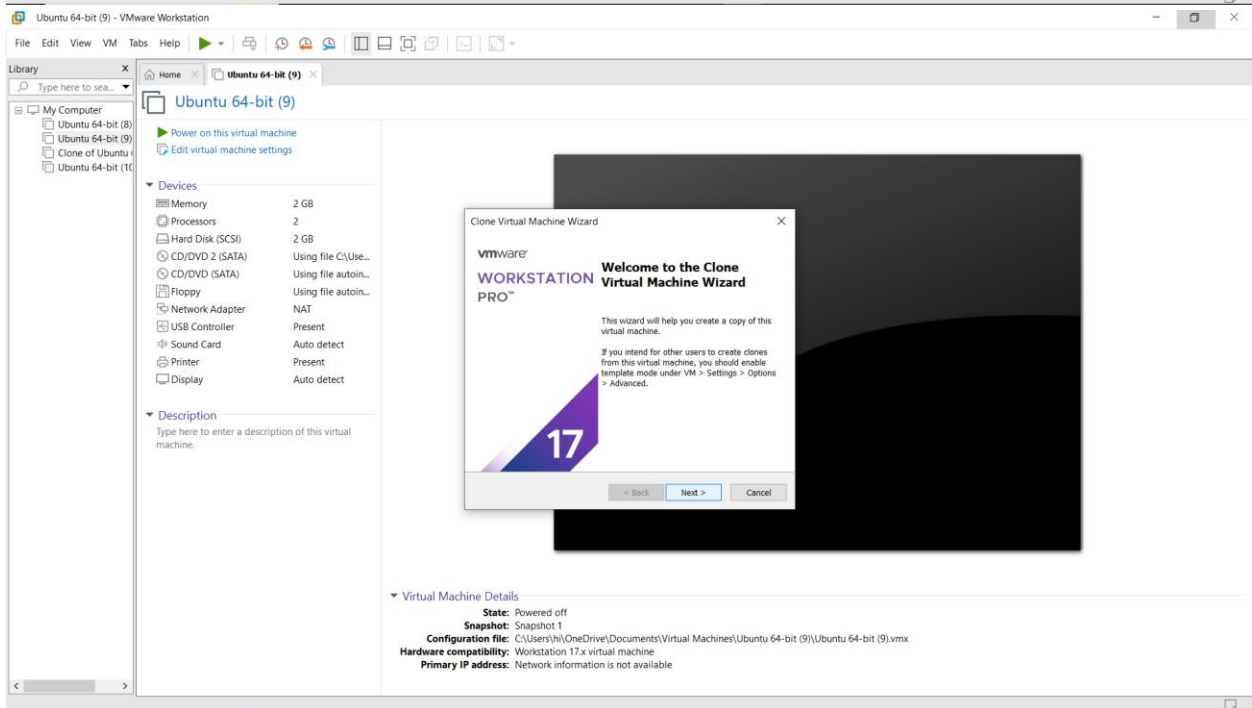 Ubuntu 64-bit (9) - VMware Workstation
File Edit View VM Tabs Help
Library X
Type here to sea...
My Computer
Ubuntu 64-bit (8)
Ubuntu 64-bit (9)
Clone of Ubuntu
Ubuntu 64-bit (10
Home
Ubuntu 64-bit (9)
Ubuntu 64-bit (9)
Power on this virtual machine
Edit virtual machine settings
Devices
Memory 2 GB
Processors 2
Hard Disk (SCSI) 2 GB
CD/DVD 2 (SATA) Using file C:\Use...
CD/DVD (SATA) Using file autoin...
Floppy Using file autoin...
Network Adapter NAT
USB Controller Present
Sound Card Auto detect
Printer Present
Display Auto detect
Description
Type here to enter a description of this virtual
machine.
Clone Virtual Machine Wizard
vmware
WORKSTATION
PRO™
17
Welcome to the Clone
Virtual Machine Wizard
This wizard will help you create a copy of this
virtual machine.
If you intend for other users to create clones
from this virtual machine, you should enable
template mode under VM > Settings > Options
> Advanced.
< Back Next > Cancel
Virtual Machine Details
State: Powered off
Snapshot: Snapshot 1
Configuration file: C:\Users\hi\OneDrive\Documents\Virtual Machines\Ubuntu 64-bit (9)\Ubuntu 64-bit (9).vmx
Hardware compatibility: Workstation 17.x virtual machine
Primary IP address: Network information is not available